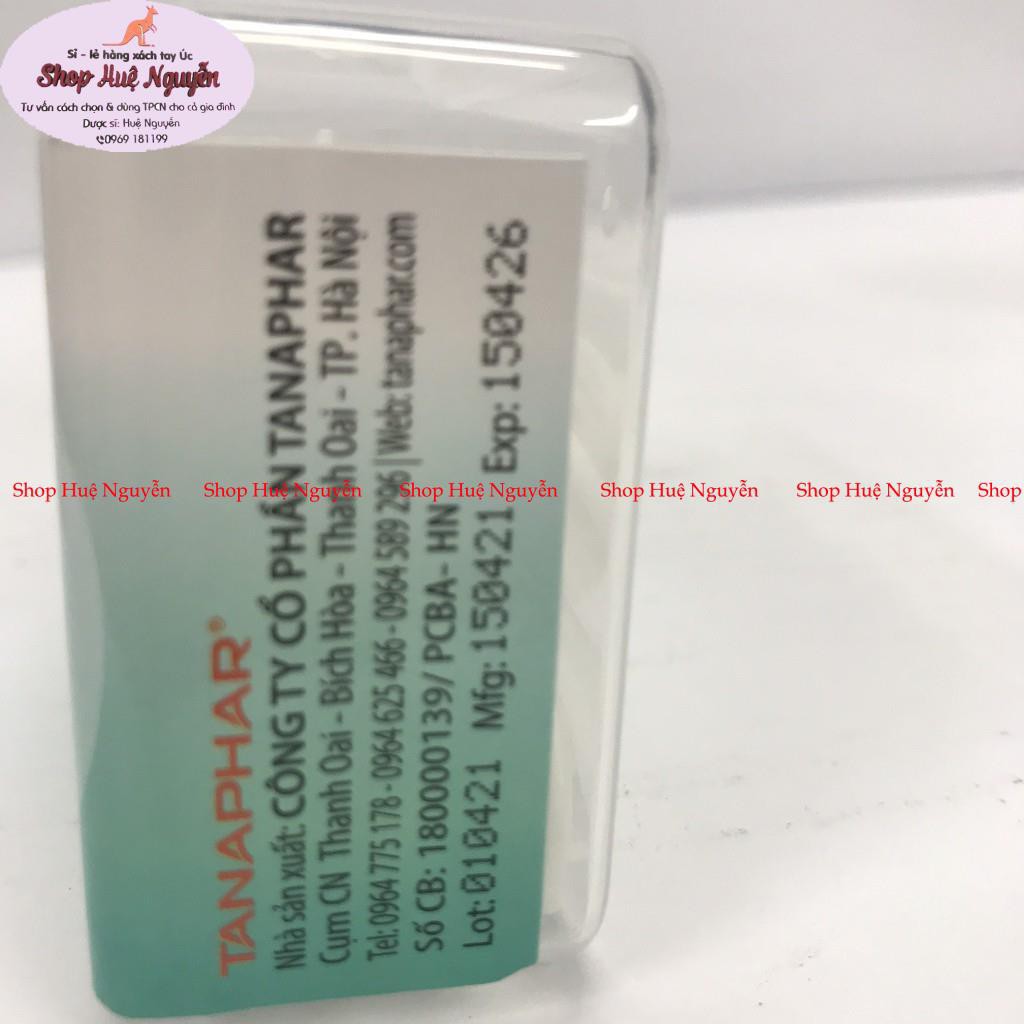 Sỉ - lẻ hàng xách tay Úc
Shop Huệ Nguyễn
Tư vấn cách chọn & dùng TPCN cho cả gia đình
Dược sĩ: Huệ Nguyễn
0969 181199
TANAPHAR®
Nhà sản xuất: CÔNG TY CỔ PHẦN TANAPHAR
Cụm CN Thanh Oai - Bích Hòa - Thanh Oai - TP. Hà Nội
Tel: 0964 775 178 - 0964 625 466 - 0964 589 296 | Web: tanaphar.com
Số CB: 180000139/ PCBA- HN
Lot: 010421 Mfg: 150421 Exp: 150426
Shop Huệ Nguyễn Shop Huệ Nguyễn Shop Huệ Nguyễn Shop Huệ Nguyễn Shop Huệ Nguyễn Shop